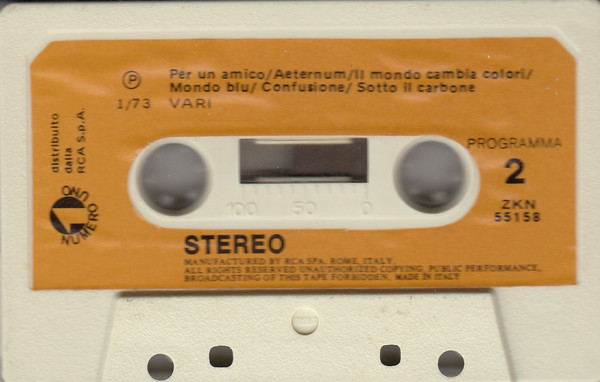 Ⓟ Per un amico/Aeternum/Il mondo cambia colori/
Mondo blu/ Confusione/ Sotto il carbone
1/73 VARI
distribuito
dalla
RCA S.p.A.
1
NUMERO UNO
PROGRAMMA
2
ZKN
55158
100 50 0
STEREO
MANUFACTURED BY RCA SPA, ROME, ITALY.
ALL RIGHTS RESERVED UNAUTHORIZED COPYING, PUBLIC PERFORMANCE,
BROADCASTING OF THIS TAPE FORBIDDEN. MADE IN ITALY